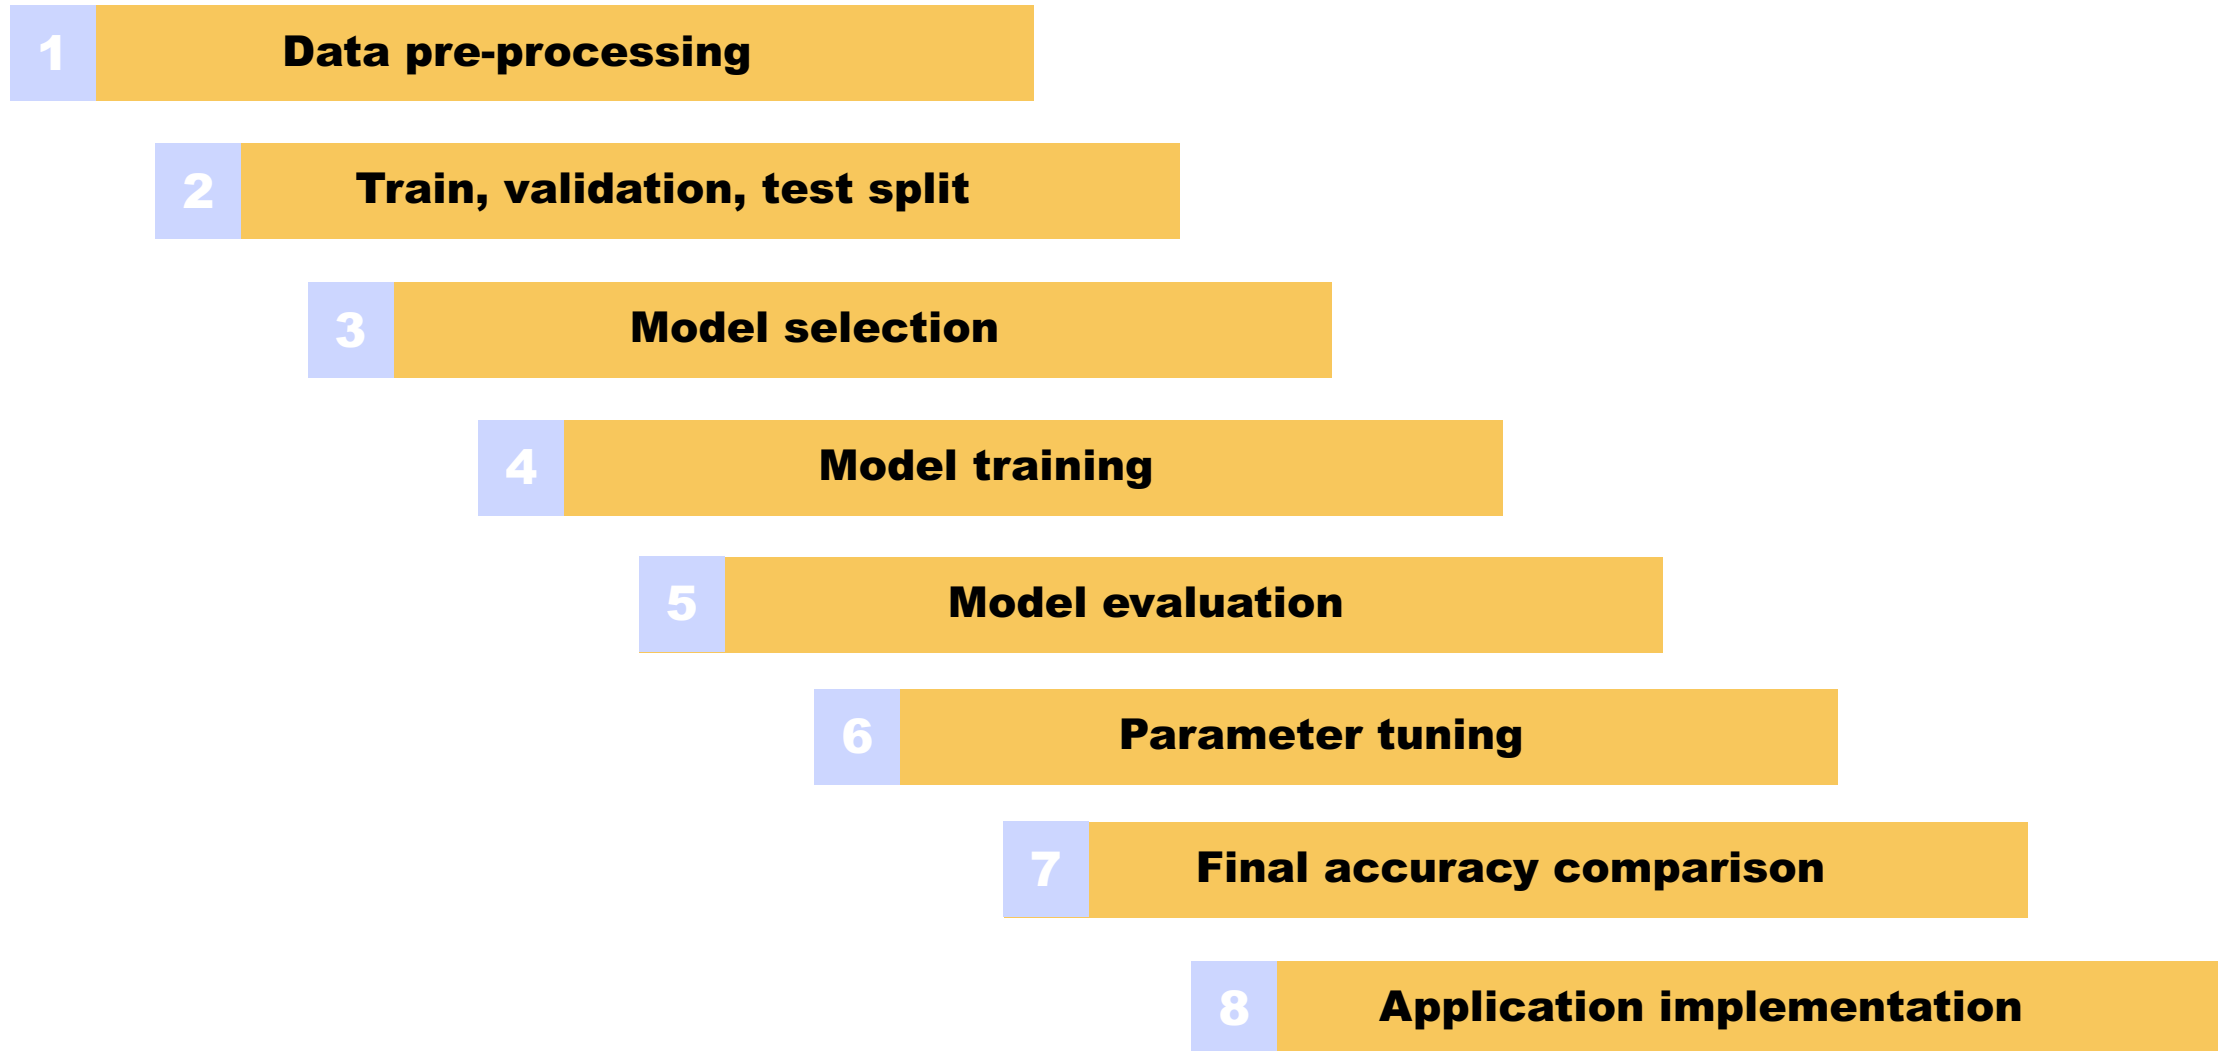 1 Data pre-processing
2 Train, validation, test split
3 Model selection
4 Model training
5 Model evaluation
6 Parameter tuning
7 Final accuracy comparison
8 Application implementation